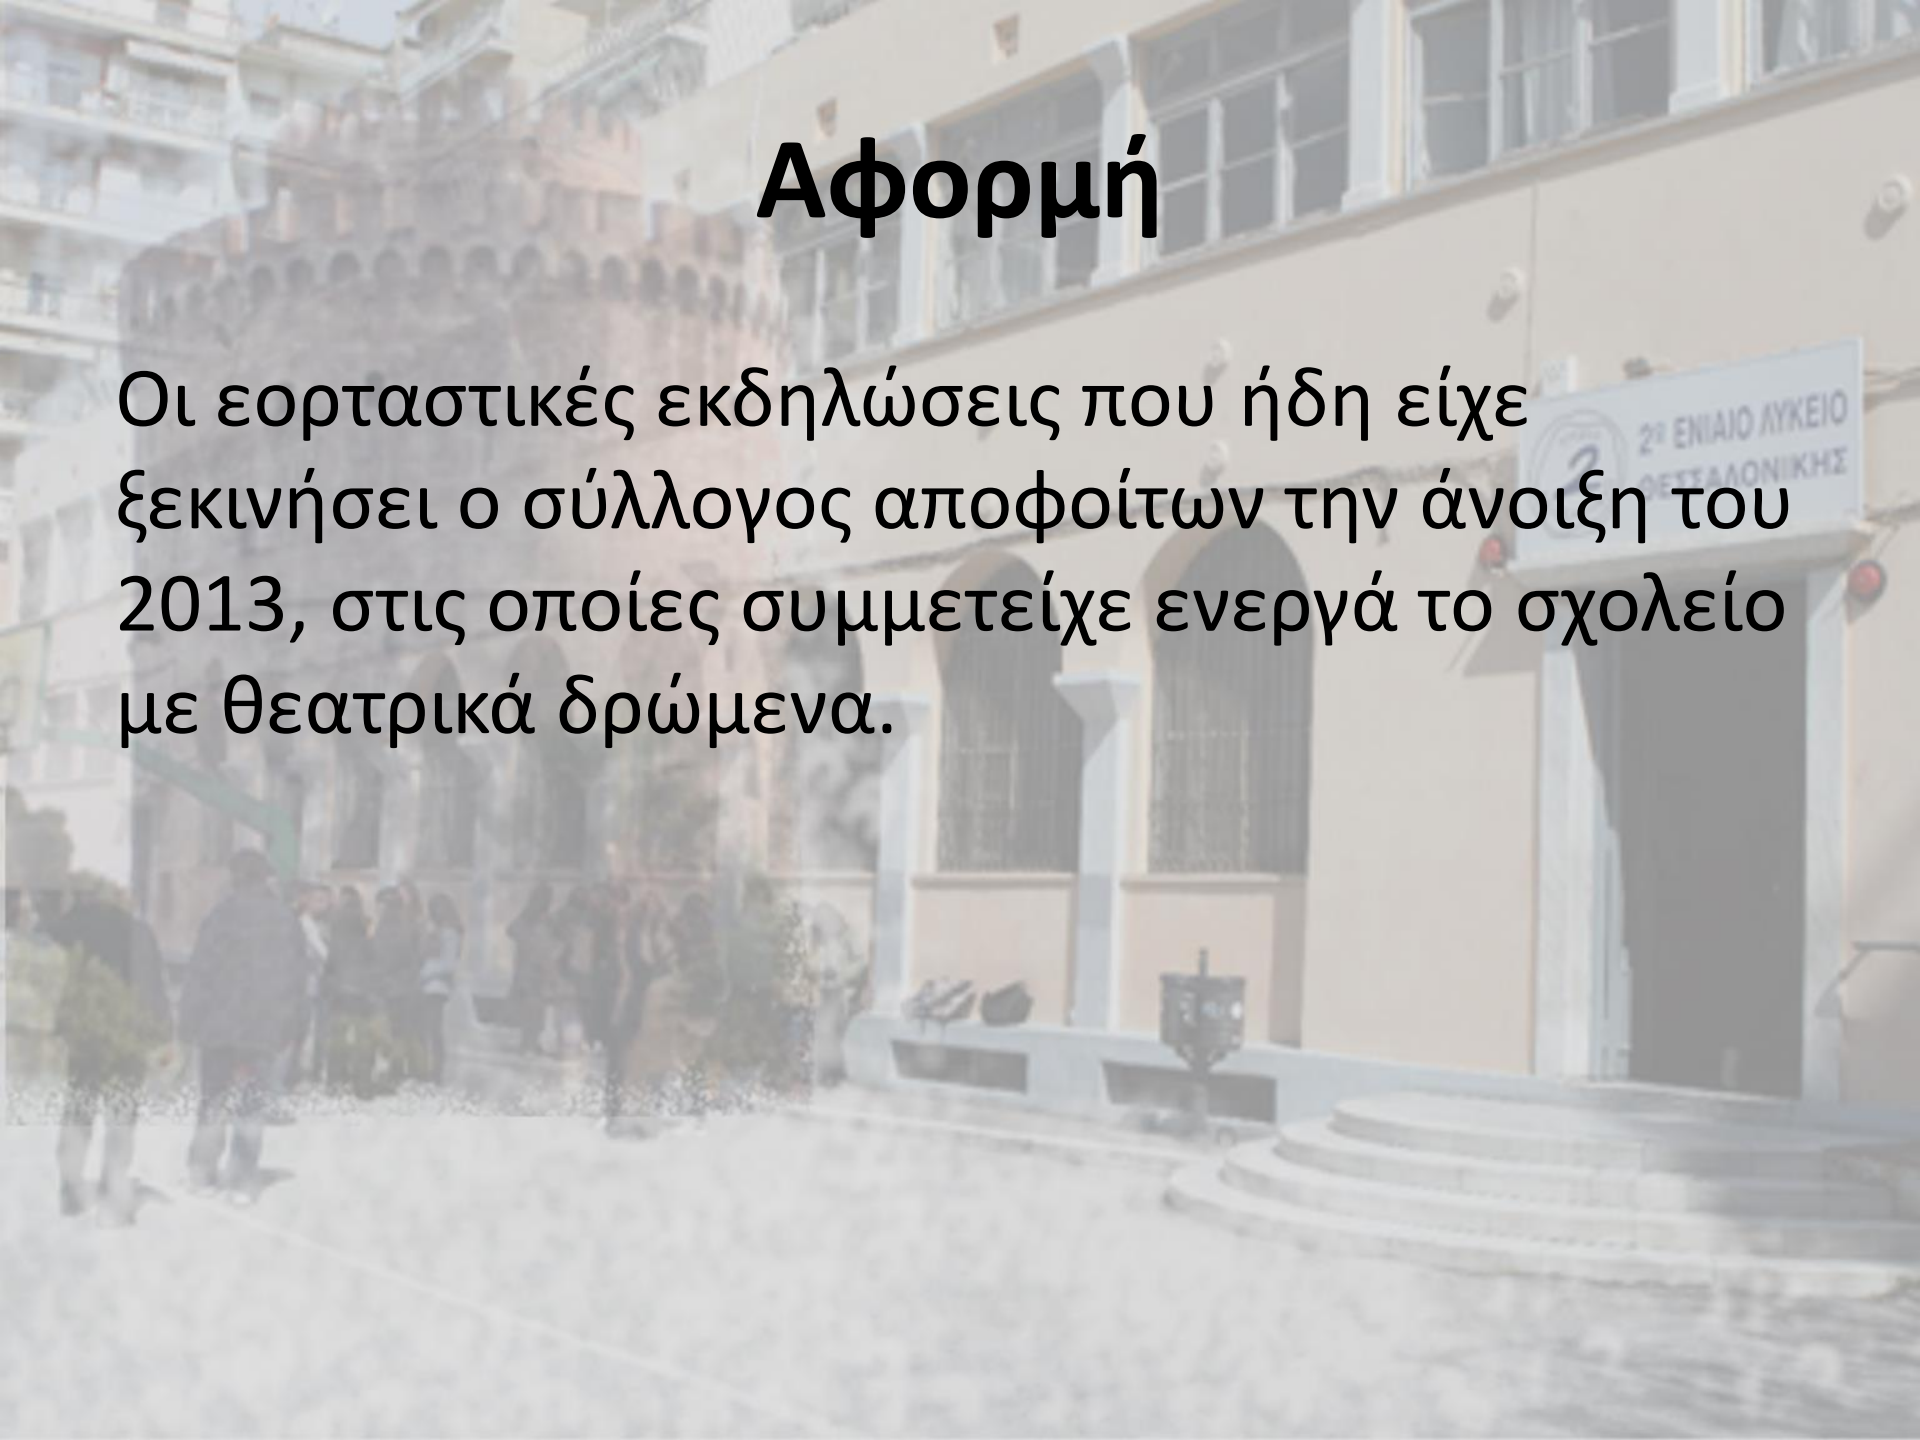 Αφορμή
Οι εορταστικές εκδηλώσεις που ήδη είχε
ξεκινήσει ο σύλλογος αποφοίτων την άνοιξη του
2013, στις οποίες συμμετείχε ενεργά το σχολείο
με θεατρικά δρώμενα.
2º ΕΝΙΑΙΟ ΛΥΚΕΙΟ
ΘΕΣΣΑΛΟΝΙΚΗΣ